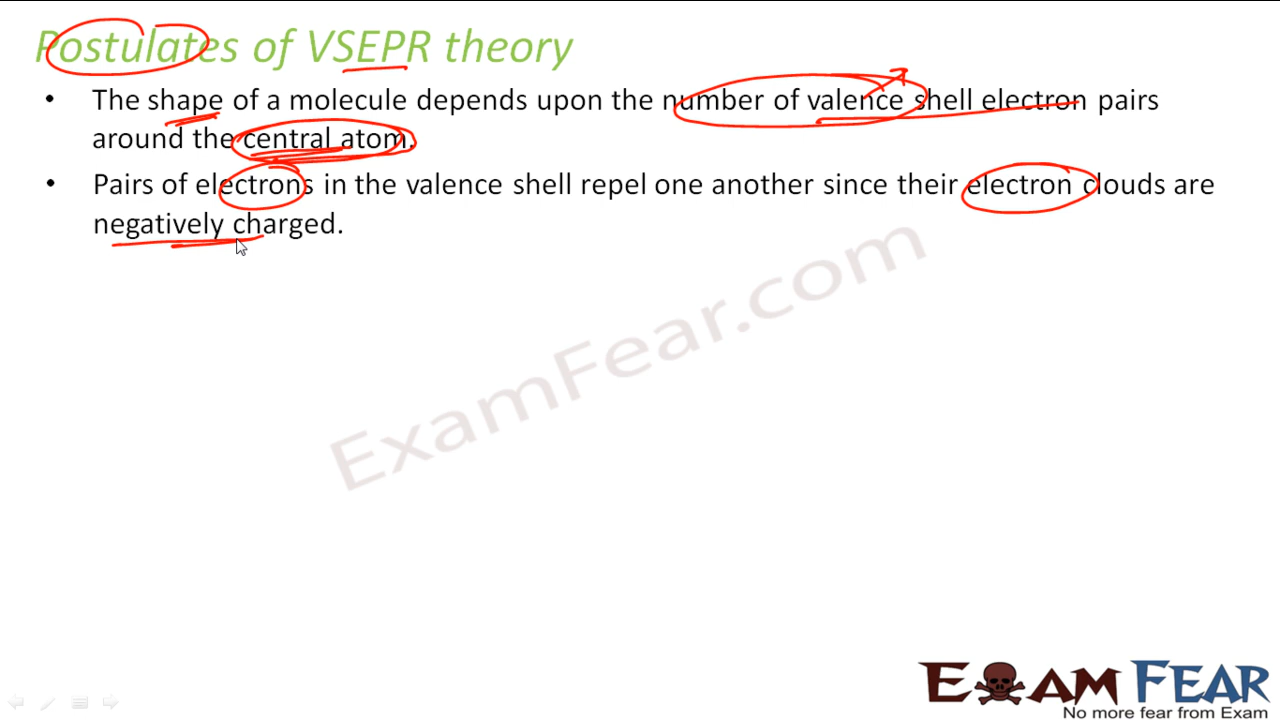 Postulates of VSEPR theory
• The shape of a molecule depends upon the number of valence shell electron pairs
around the central atom.
• Pairs of electrons in the valence shell repel one another since their electron clouds are
negatively charged.
ExamFear.com
EXAM FEAR
No more fear from Exam